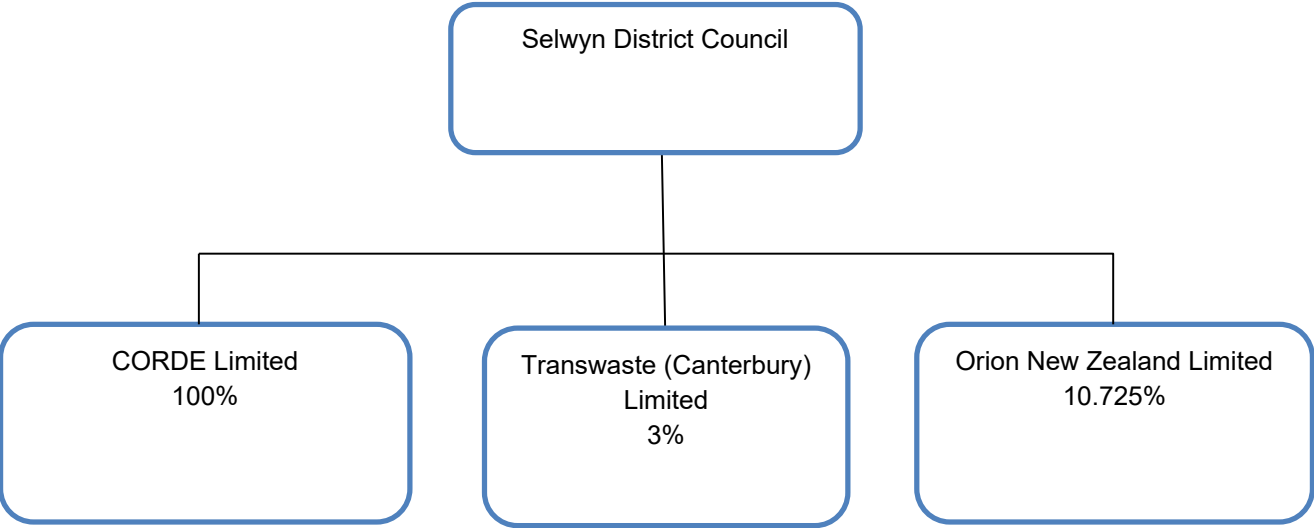 Selwyn District Council
CORDE Limited
100%
Transwaste (Canterbury)
Limited
3%
Orion New Zealand Limited
10.725%